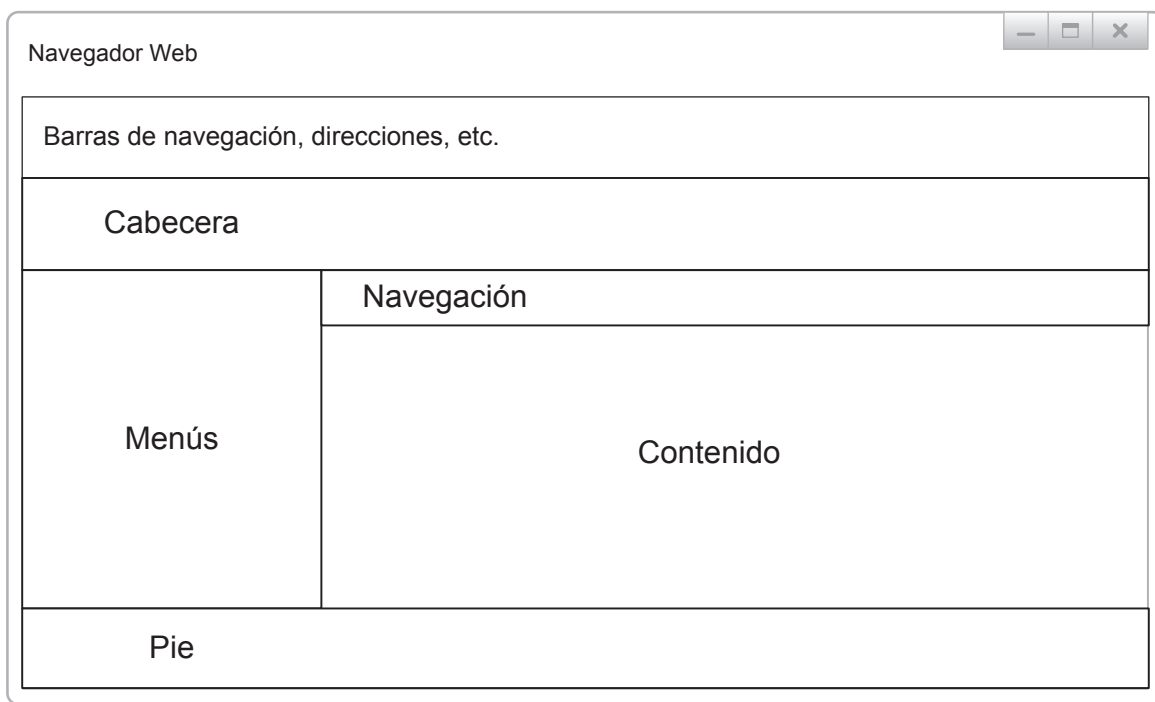 Navegador Web
Barras de navegación, direcciones, etc.
Cabecera
Navegación
Menús
Contenido
Pie